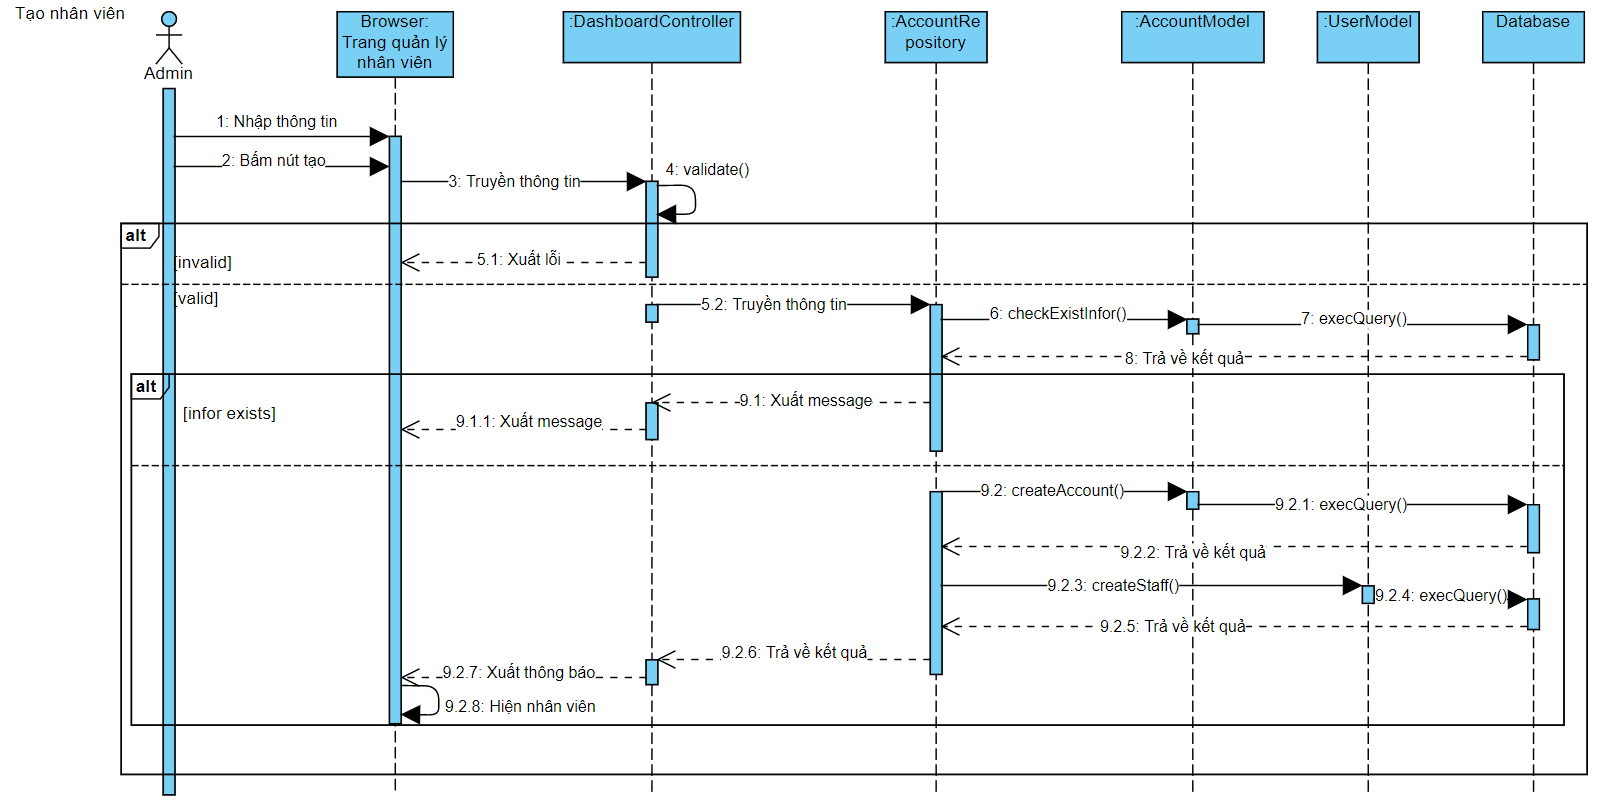 Tạo nhân viên
Admin
Browser:
Trang quản lý
nhân viên
:DashboardController
:AccountRe
pository
:AccountModel
:UserModel
Database
1: Nhập thông tin
2: Bấm nút tạo
3: Truyền thông tin
4: validate()
alt
5.1: Xuất lỗi
[invalid]
[valid]
5.2: Truyền thông tin
6: checkExistInfor()
7: execQuery()
8: Trả về kết quả
alt
[infor exists]
9.1: Xuất message
9.1.1: Xuất message
9.2: createAccount()
9.2.1: execQuery()
9.2.2: Trả về kết quả
9.2.3: createStaff()
9.2.4: execQuery()
9.2.5: Trả về kết quả
9.2.6: Trả về kết quả
9.2.7: Xuất thông báo
9.2.8: Hiện nhân viên